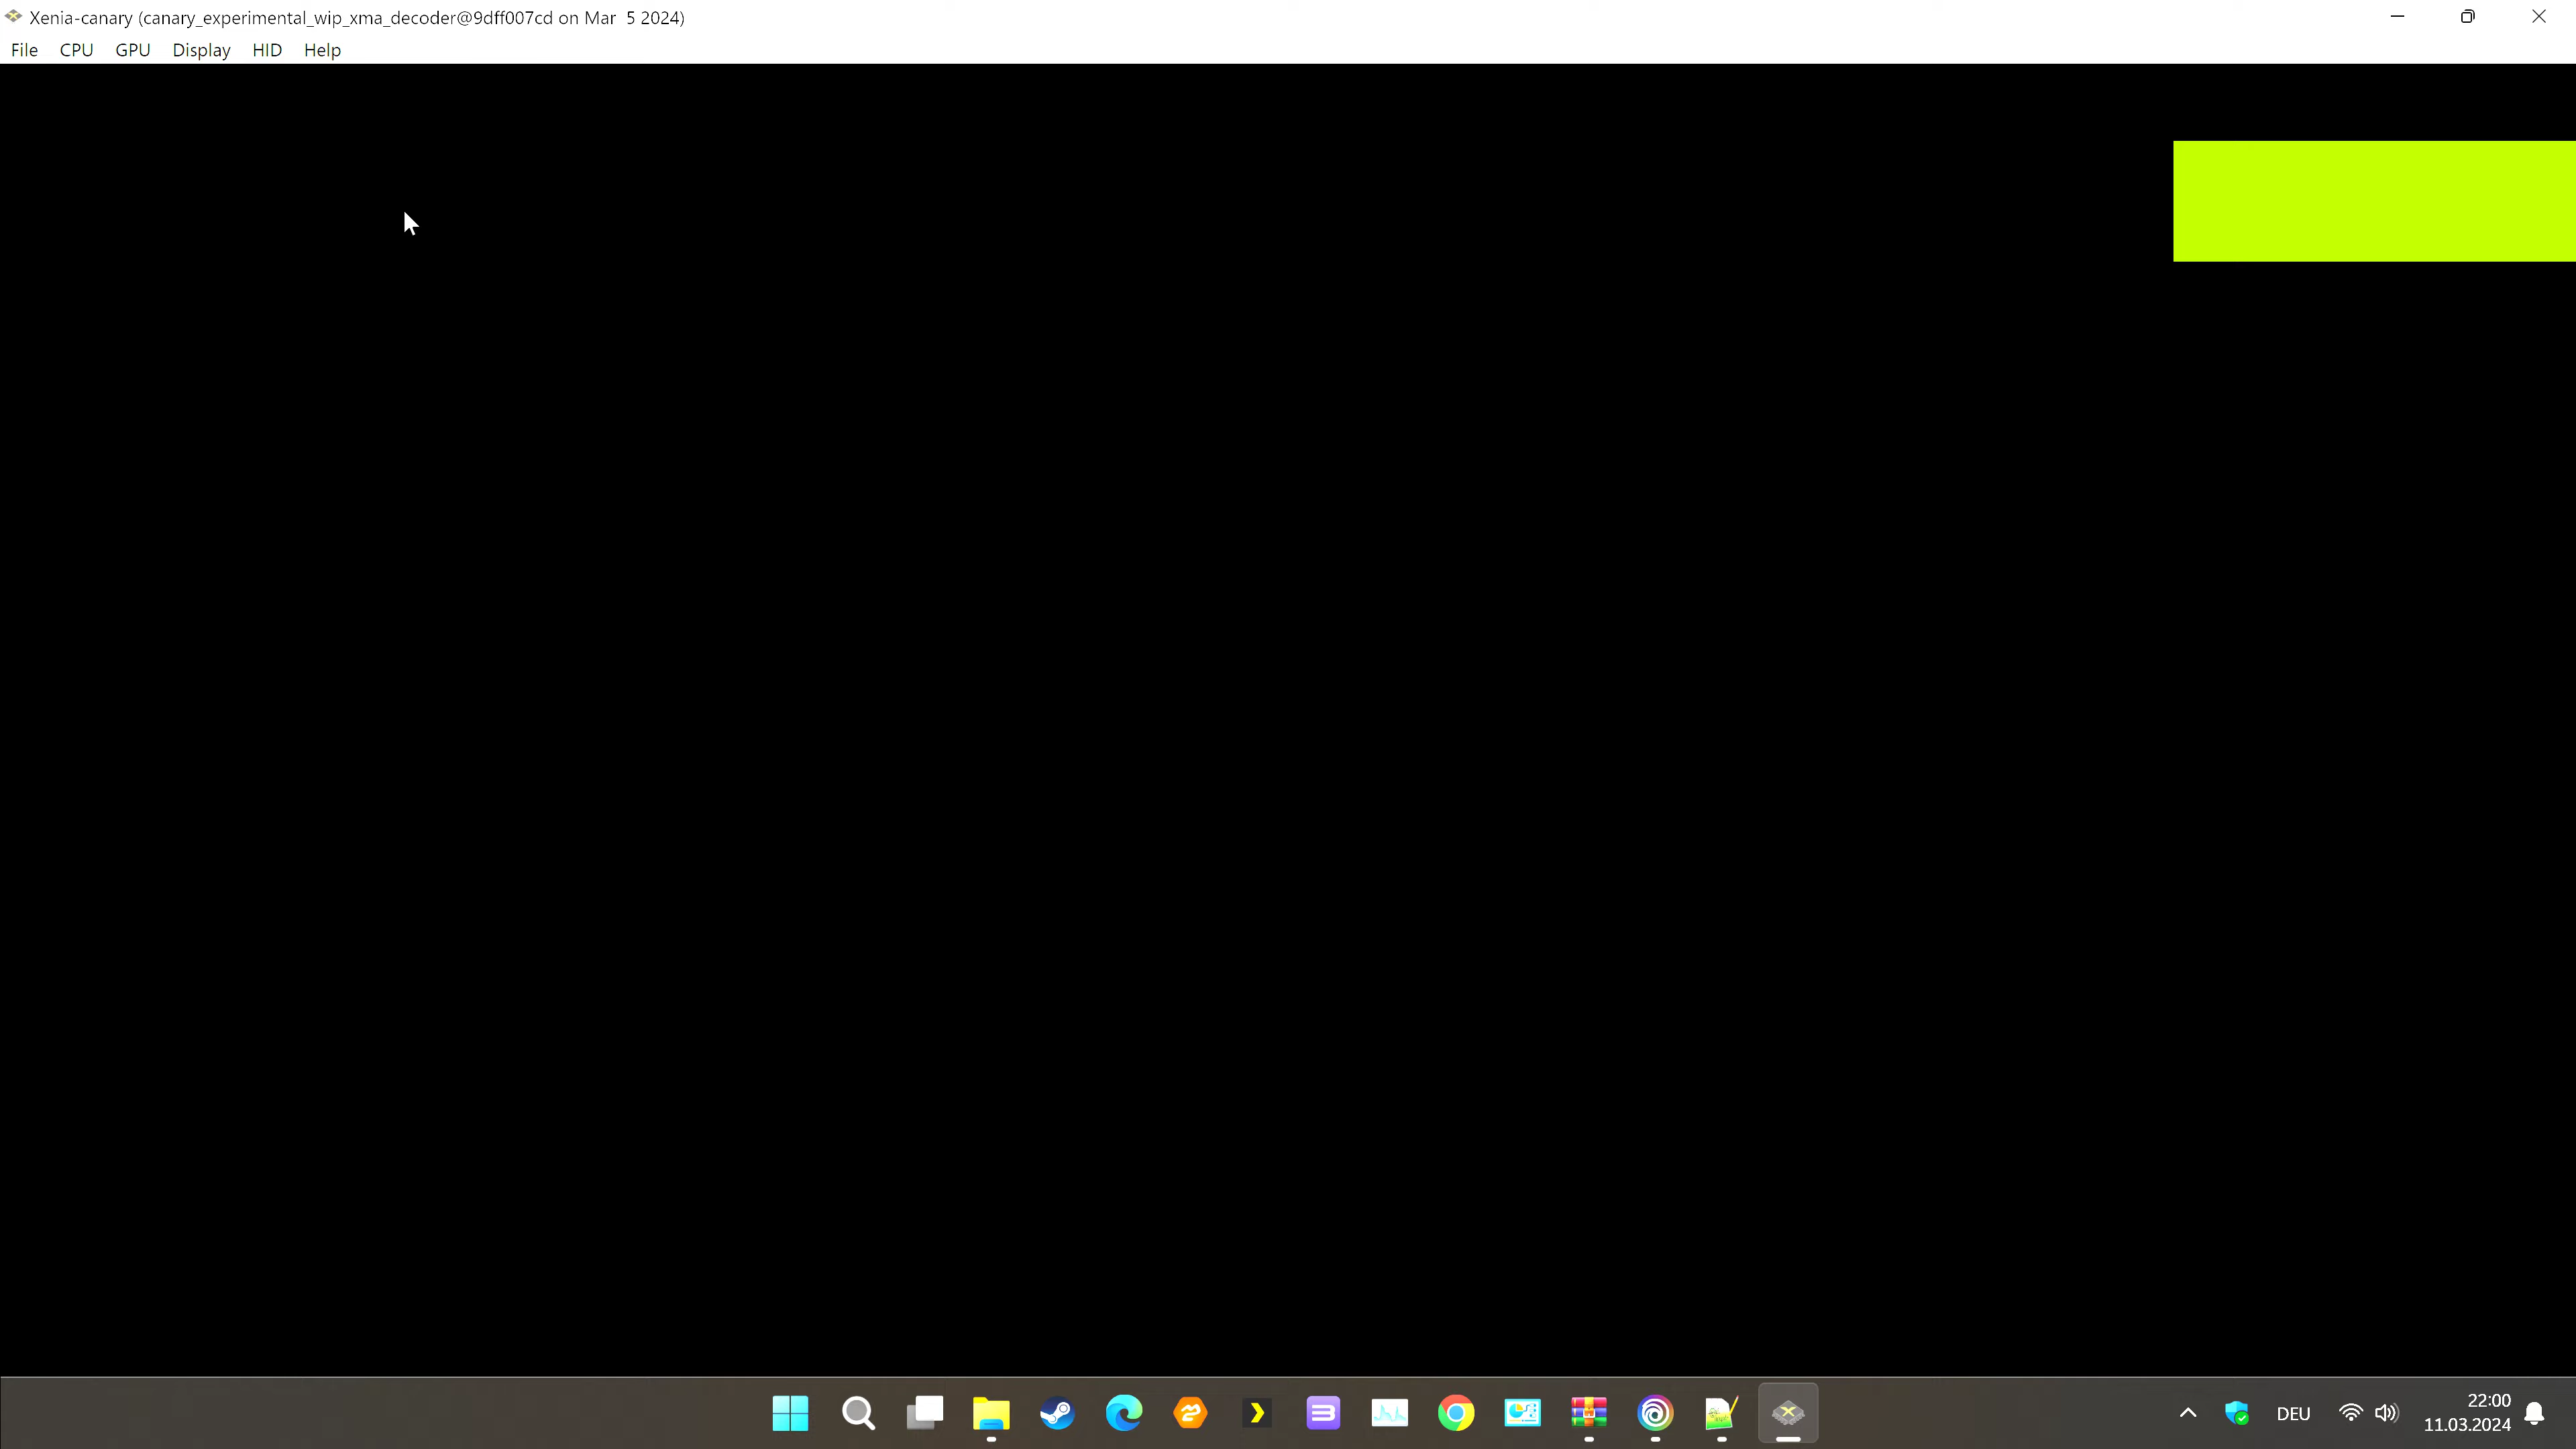 Xenia-canary (canary_experimental_wip_xma_decoder@9dff007cd on Mar 5 2024)
File CPU GPU Display HID Help
DEU
22:00
11.03.2024